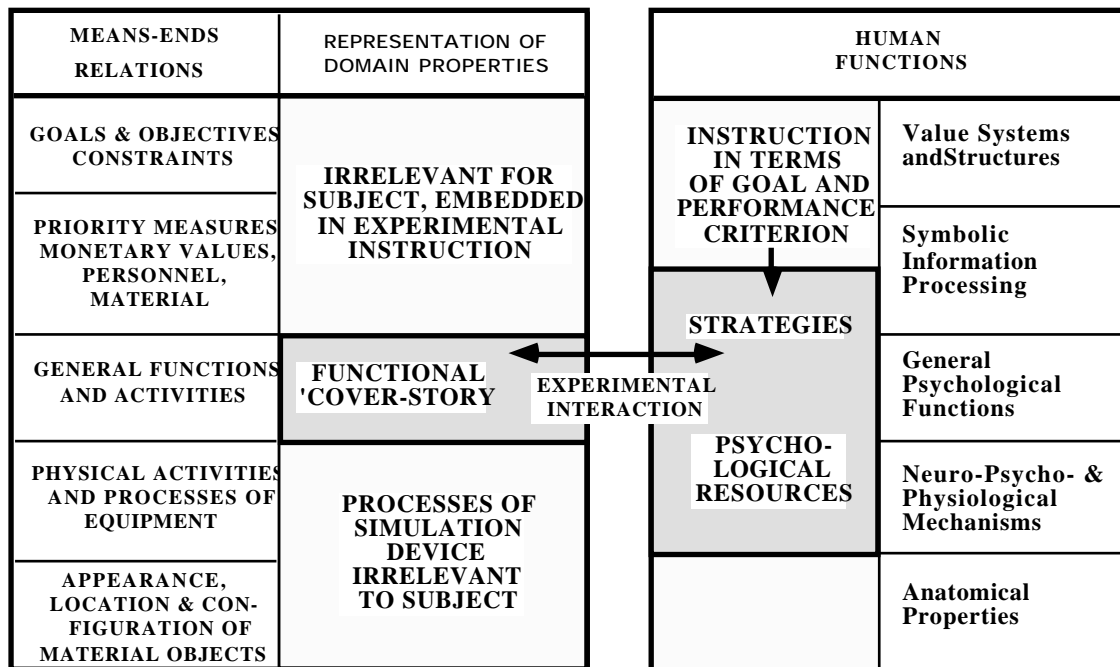 MEANS-ENDS
RELATIONS
REPRESENTATION OF
DOMAIN PROPERTIES
GOALS & OBJECTIVES
CONSTRAINTS
PRIORITY MEASURES
MONETARY VALUES,
PERSONNEL,
MATERIAL
GENERAL FUNCTIONS
AND ACTIVITIES
PHYSICAL ACTIVITIES
AND PROCESSES OF
EQUIPMENT
APPEARANCE,
LOCATION & CON-
FIGURATION OF
MATERIAL OBJECTS
IRRELEVANT FOR
SUBJECT, EMBEDDED
IN EXPERIMENTAL
INSTRUCTION
FUNCTIONAL
'COVER-STORY
PROCESSES OF
SIMULATION
DEVICE
IRRELEVANT
TO SUBJECT
EXPERIMENTAL
INTERACTION
HUMAN
FUNCTIONS
INSTRUCTION
IN TERMS
OF GOAL AND
PERFORMANCE
CRITERION
STRATEGIES
PSYCHO-
LOGICAL
RESOURCES
Value Systems
andStructures
Symbolic
Information
Processing
General
Psychological
Functions
Neuro-Psycho- &
Physiological
Mechanisms
Anatomical
Properties